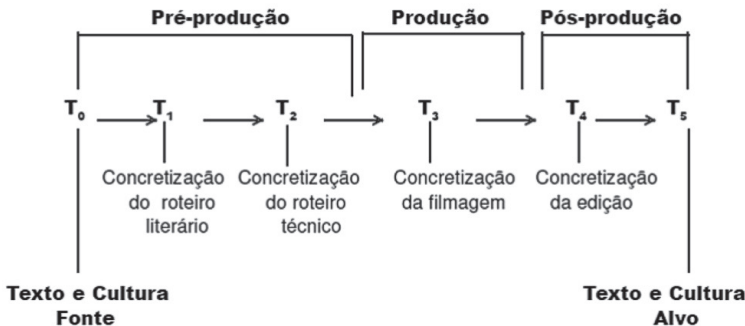 Pré-produção Produção Pós-produção
T₀ T₁ T₂ T₃ T₄ T₅
Concretização
do roteiro
literário
Concretização
do roteiro
técnico
Concretização
da filmagem
Concretização
da edição
Texto e Cultura
Fonte
Texto e Cultura
Alvo